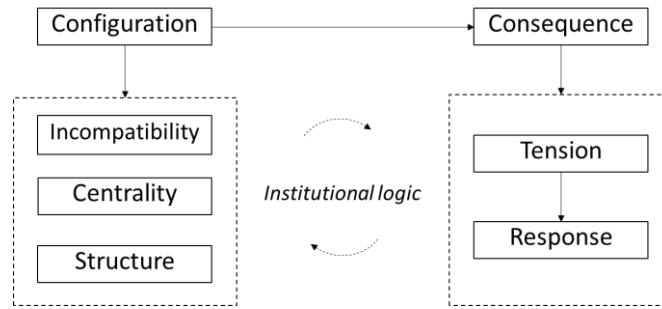 Configuration
Consequence
Incompatibility
Centrality
Structure
Institutional logic
Tension
Response